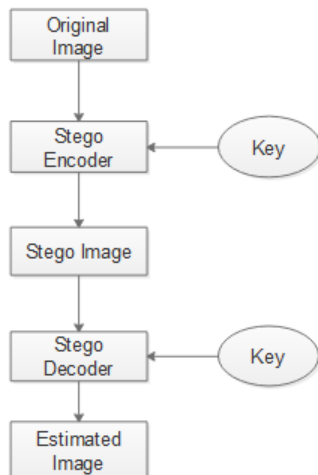 Original
Image
Stego
Encoder
Key
Stego Image
Stego
Decoder
Key
Estimated
Image